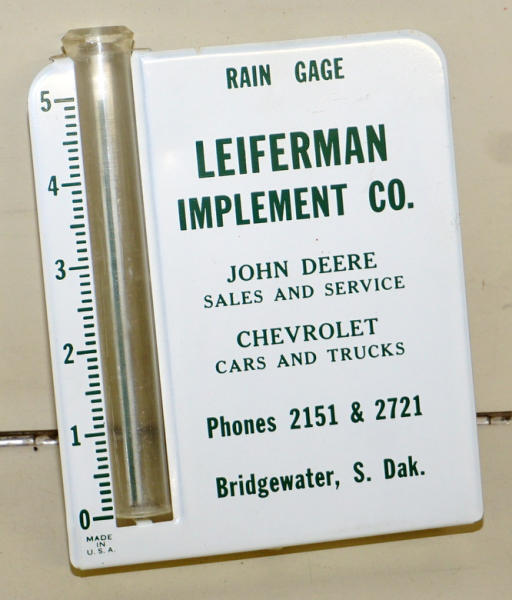 RAIN GAGE
LEIFERMAN
IMPLEMENT CO.
JOHN DEERE
SALES AND SERVICE
CHEVROLET
CARS AND TRUCKS
Phones 2151 & 2721
Bridgewater, S. Dak.
5
4
3
2
1
0
MADE
IN
U.S.A.